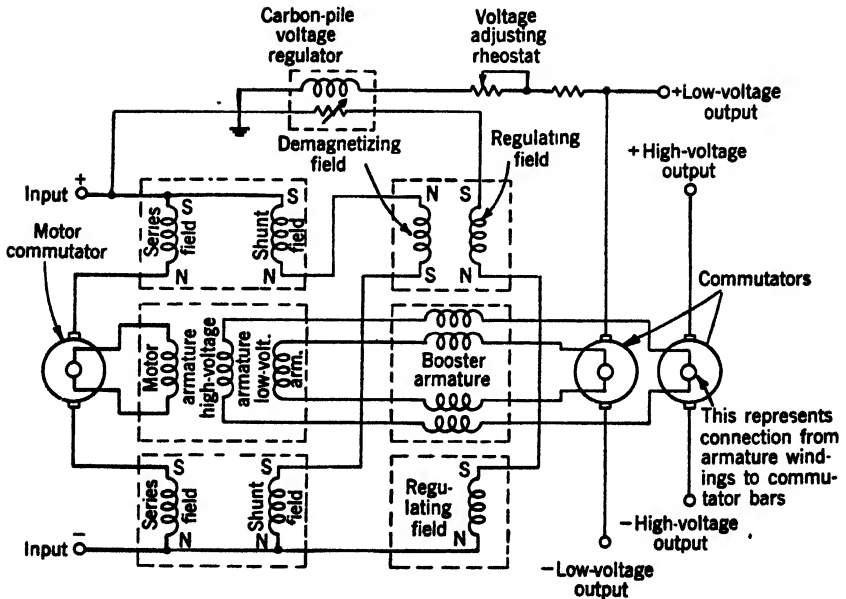 Carbon-pile
voltage
regulator
Voltage
adjusting
rheostat
+Low-voltage
output
Demagnetizing
field
Regulating
field
+High-voltage
output
Input +
S
S
N
S
Motor
commutator
Series
field
Shunt
field
N
N
S
N
Commutators
Motor
armature
high-voltage
armature
low-volt.
arm.
Booster
armature
This represents
connection from
armature wind-
ings to commu-
tator bars
S
S
S
Series
field
Shunt
field
Regu-
lating
field
N
N
N
Input −
−High-voltage
output
−Low-voltage
output